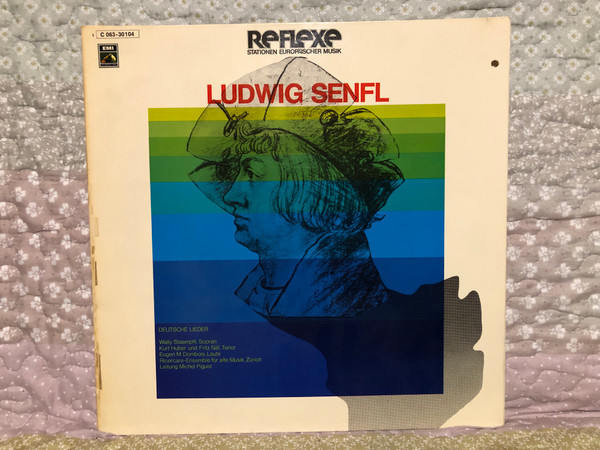 C 063-30104
EMI
REFLEXE
STATIONEN EUROPÄISCHER MUSIK
LUDWIG SENFL
DEUTSCHE LIEDER
Wally Staempfli, Sopran
Kurt Huber und Fritz Näf, Tenor
Eugen M. Dombois, Laute
Ricercare-Ensemble für alte Musik, Zürich
Leitung Michel Piguet